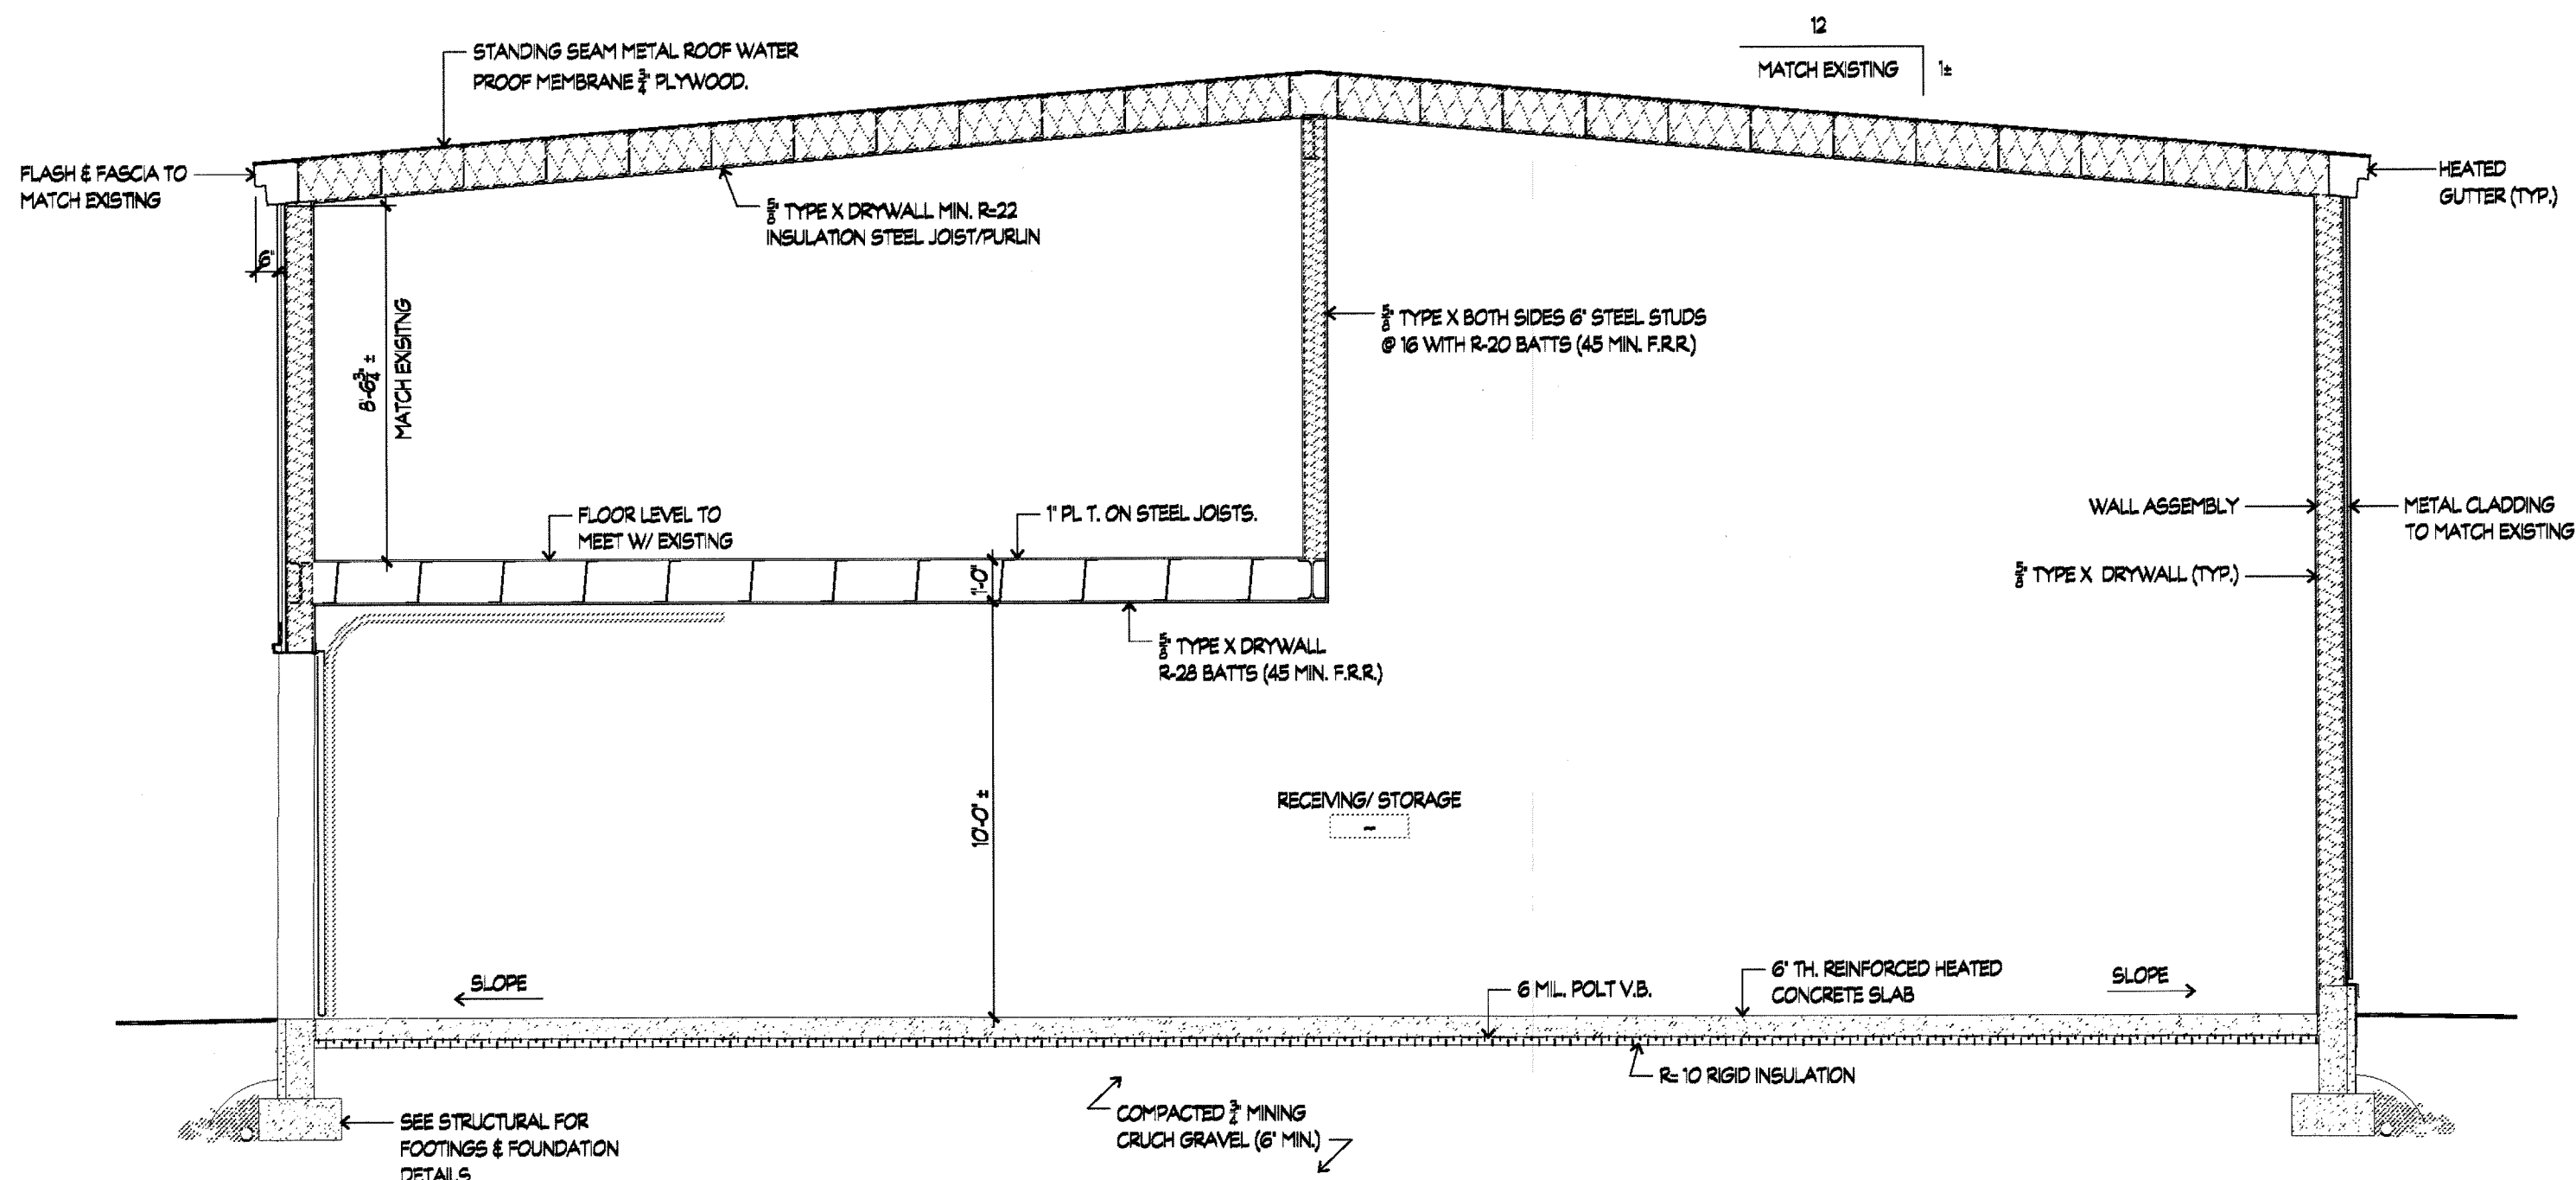 12
MATCH EXISTING
1±
STANDING SEAM METAL ROOF WATER
PROOF MEMBRANE 3/4" PLYWOOD.
FLASH & FASCIA TO
MATCH EXISTING
HEATED
GUTTER (TYP.)
5/8" TYPE X DRYWALL MIN. R=22
INSULATION STEEL JOIST/PURLIN
6"
8'-6 3/4" ±
MATCH EXISITNG
5/8" TYPE X BOTH SIDES 6" STEEL STUDS
@ 16 WITH R-20 BATTS (45 MIN. F.R.R.)
FLOOR LEVEL TO
MEET W/ EXISTING
1" PL T. ON STEEL JOISTS.
WALL ASSEMBLY
METAL CLADDING
TO MATCH EXISTING
5/8" TYPE X DRYWALL (TYP.)
1'-0"
5/8" TYPE X DRYWALL
R-28 BATTS (45 MIN. F.R.R.)
10'-0" ±
RECEIVING/ STORAGE
~
SLOPE
6 MIL. POLT V.B.
6" TH. REINFORCED HEATED
CONCRETE SLAB
SLOPE
R= 10 RIGID INSULATION
COMPACTED 3/4" MINING
CRUCH GRAVEL (6" MIN.)
SEE STRUCTURAL FOR
FOOTINGS & FOUNDATION
DETAILS